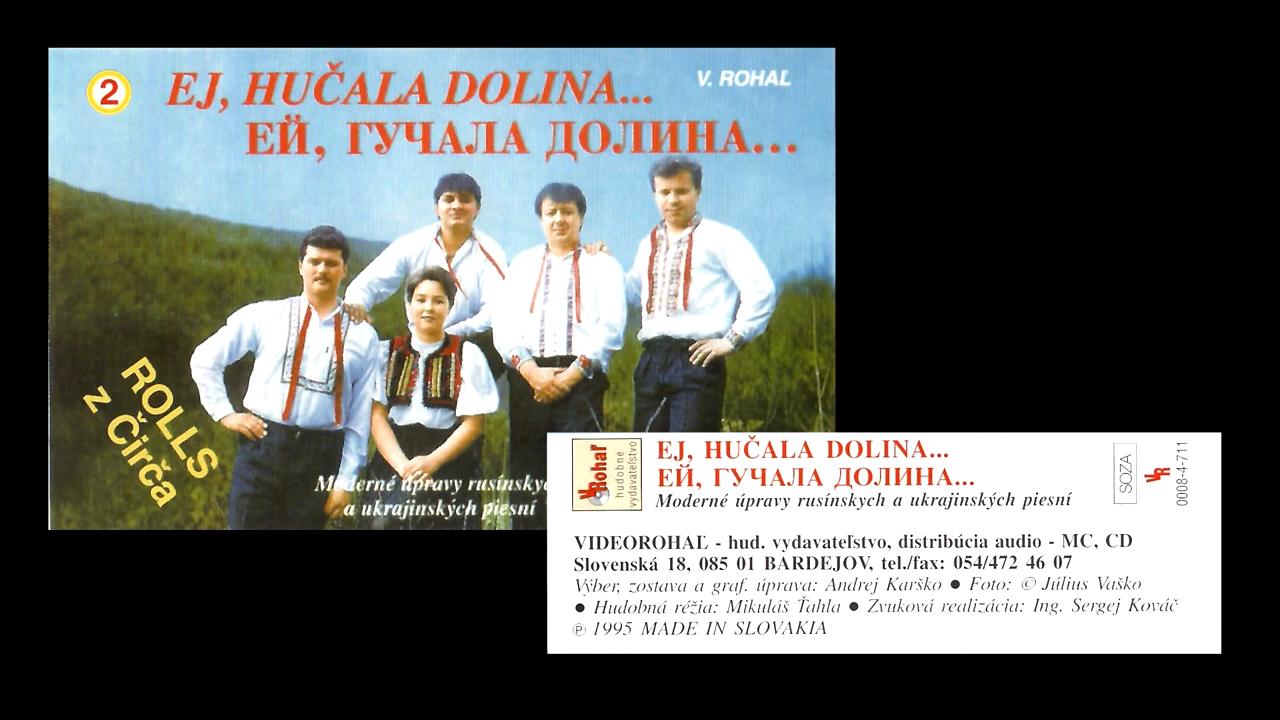 2
EJ, HUČALA DOLINA...
V. ROHAĽ
ЕЙ, ГУЧАЛА ДОЛИНА...
ROLLS
z Čirča
Moderné úpravy rusínskyc
a ukrajinských piesní
VRohaľ
hudobné
vydavateľstvo
EJ, HUČALA DOLINA...
ЕЙ, ГУЧАЛА ДОЛИНА...
Moderné úpravy rusínskych a ukrajinských piesní
SOZA
VR
0008-4-711
VIDEOROHAĽ - hud. vydavateľstvo, distribúcia audio - MC, CD
Slovenská 18, 085 01 BARDEJOV, tel./fax: 054/472 46 07
Výber, zostava a graf. úprava: Andrej Karško ● Foto: © Július Vaško
● Hudobná réžia: Mikuláš Ťahla ● Zvuková realizácia: Ing. Sergej Kováč
℗ 1995 MADE IN SLOVAKIA